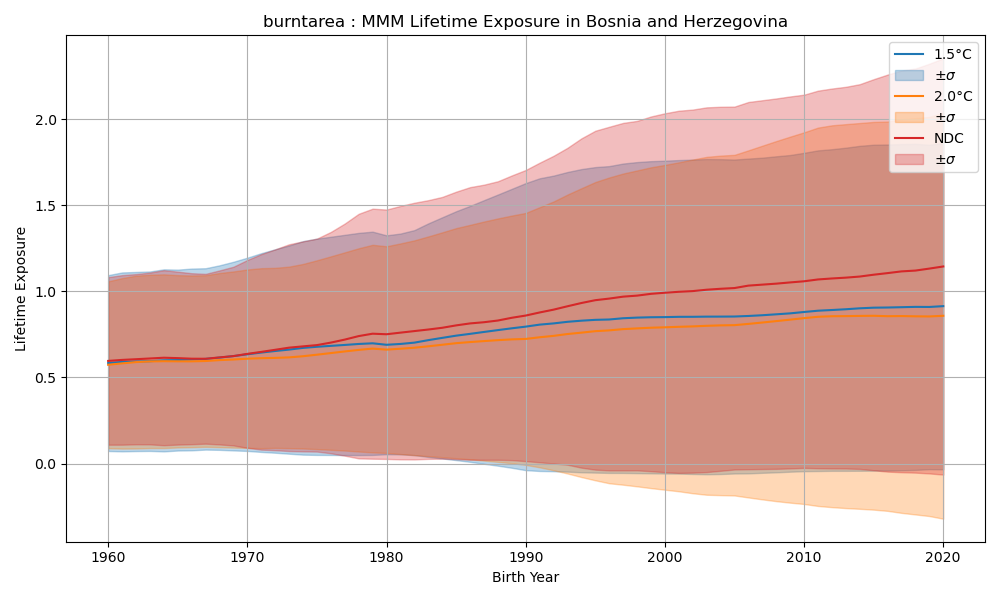 burntarea : MMM Lifetime Exposure in Bosnia and Herzegovina
1.5°C
±σ
2.0°C
±σ
NDC
±σ
Lifetime Exposure
2.0
1.5
1.0
0.5
0.0
1960 1970 1980 1990 2000 2010 2020
Birth Year